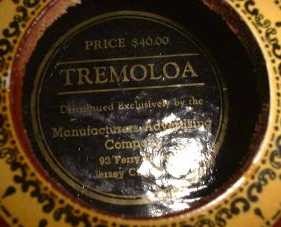 PRICE $40.00
TREMOLOA
Distributed Exclusively by the
Manufacturers Advertising
Company
93 Ferry
Jersey C